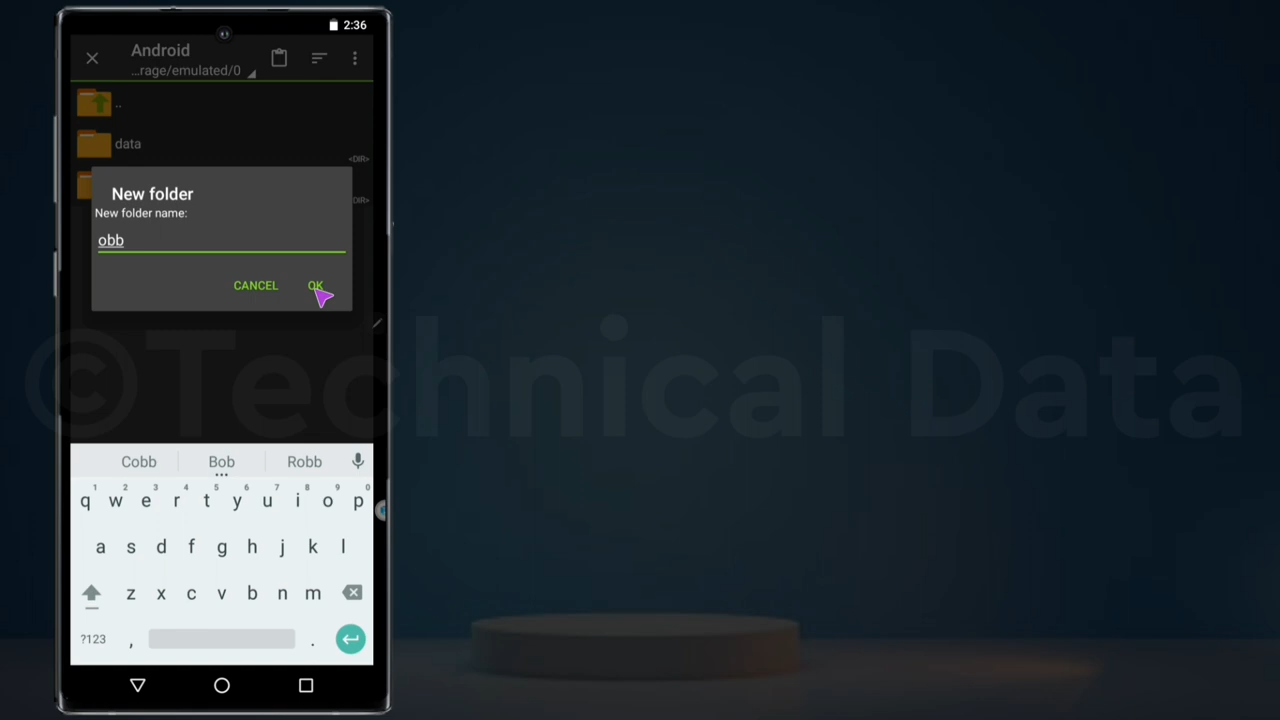 2:36
Android
...rage/emulated/0
..
data
<DIR>
DIR>
New folder
New folder name:
obb
CANCEL OK
©Technical Data
Cobb Bob Robb
1 2 3 4 5 6 7 8 9 0
q w e r t y u i o p
a s d f g h j k l
z x c v b n m
?123 , .